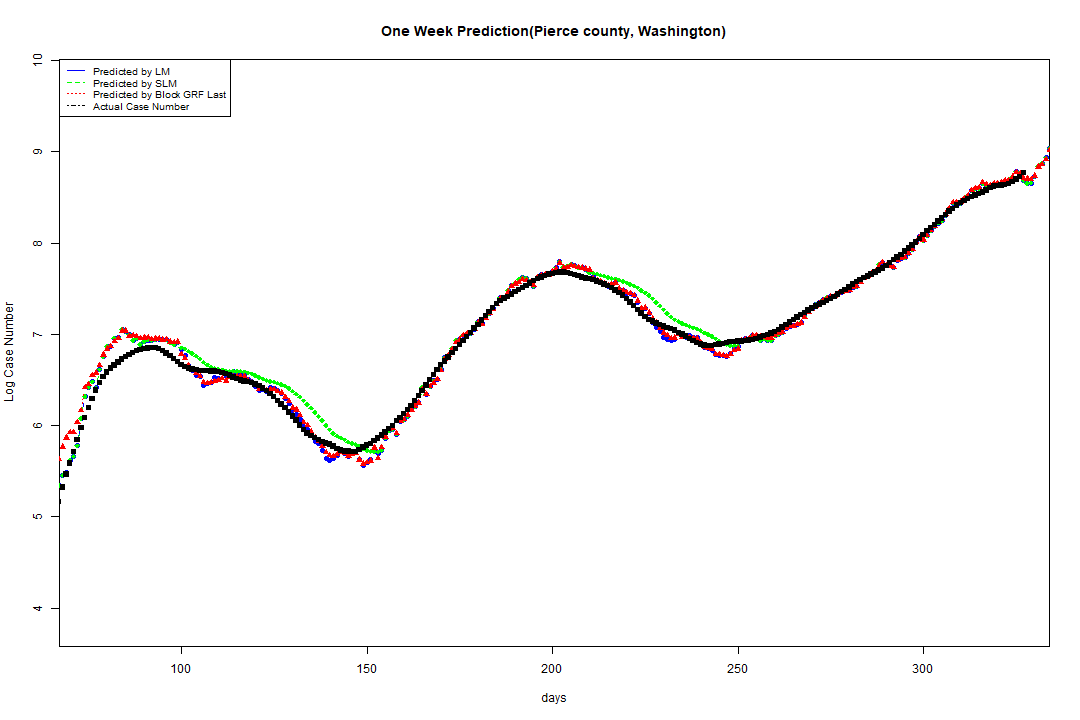 One Week Prediction(Pierce county, Washington)
Predicted by LM
Predicted by SLM
Predicted by Block GRF Last
Actual Case Number
10
9
8
7
6
5
4
Log Case Number
100 150 200 250 300
days